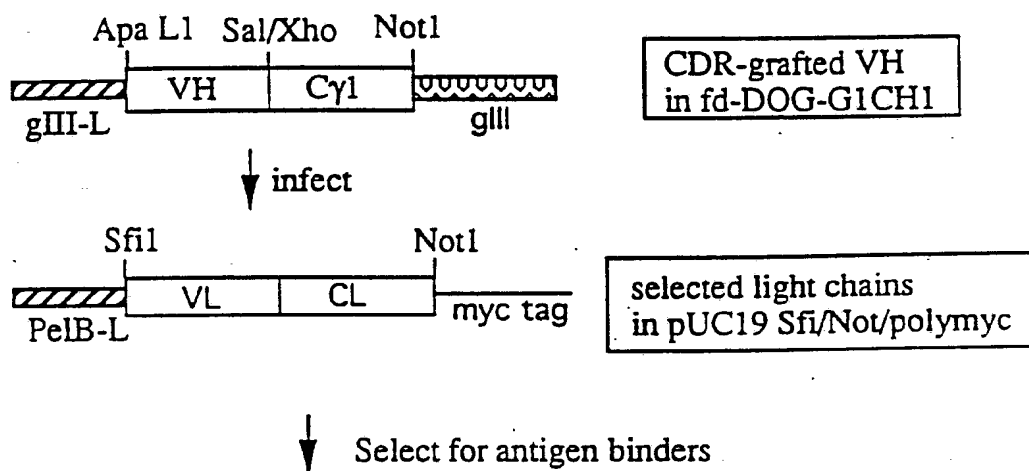 Apa L1 Sal/Xho Not1
VH Cγ1
gIII-L gIII
CDR-grafted VH
in fd-DOG-G1CH1
infect
Sfi1 Not1
VL CL
PelB-L myc tag
selected light chains
in pUC19 Sfi/Not/polymyc
Select for antigen binders